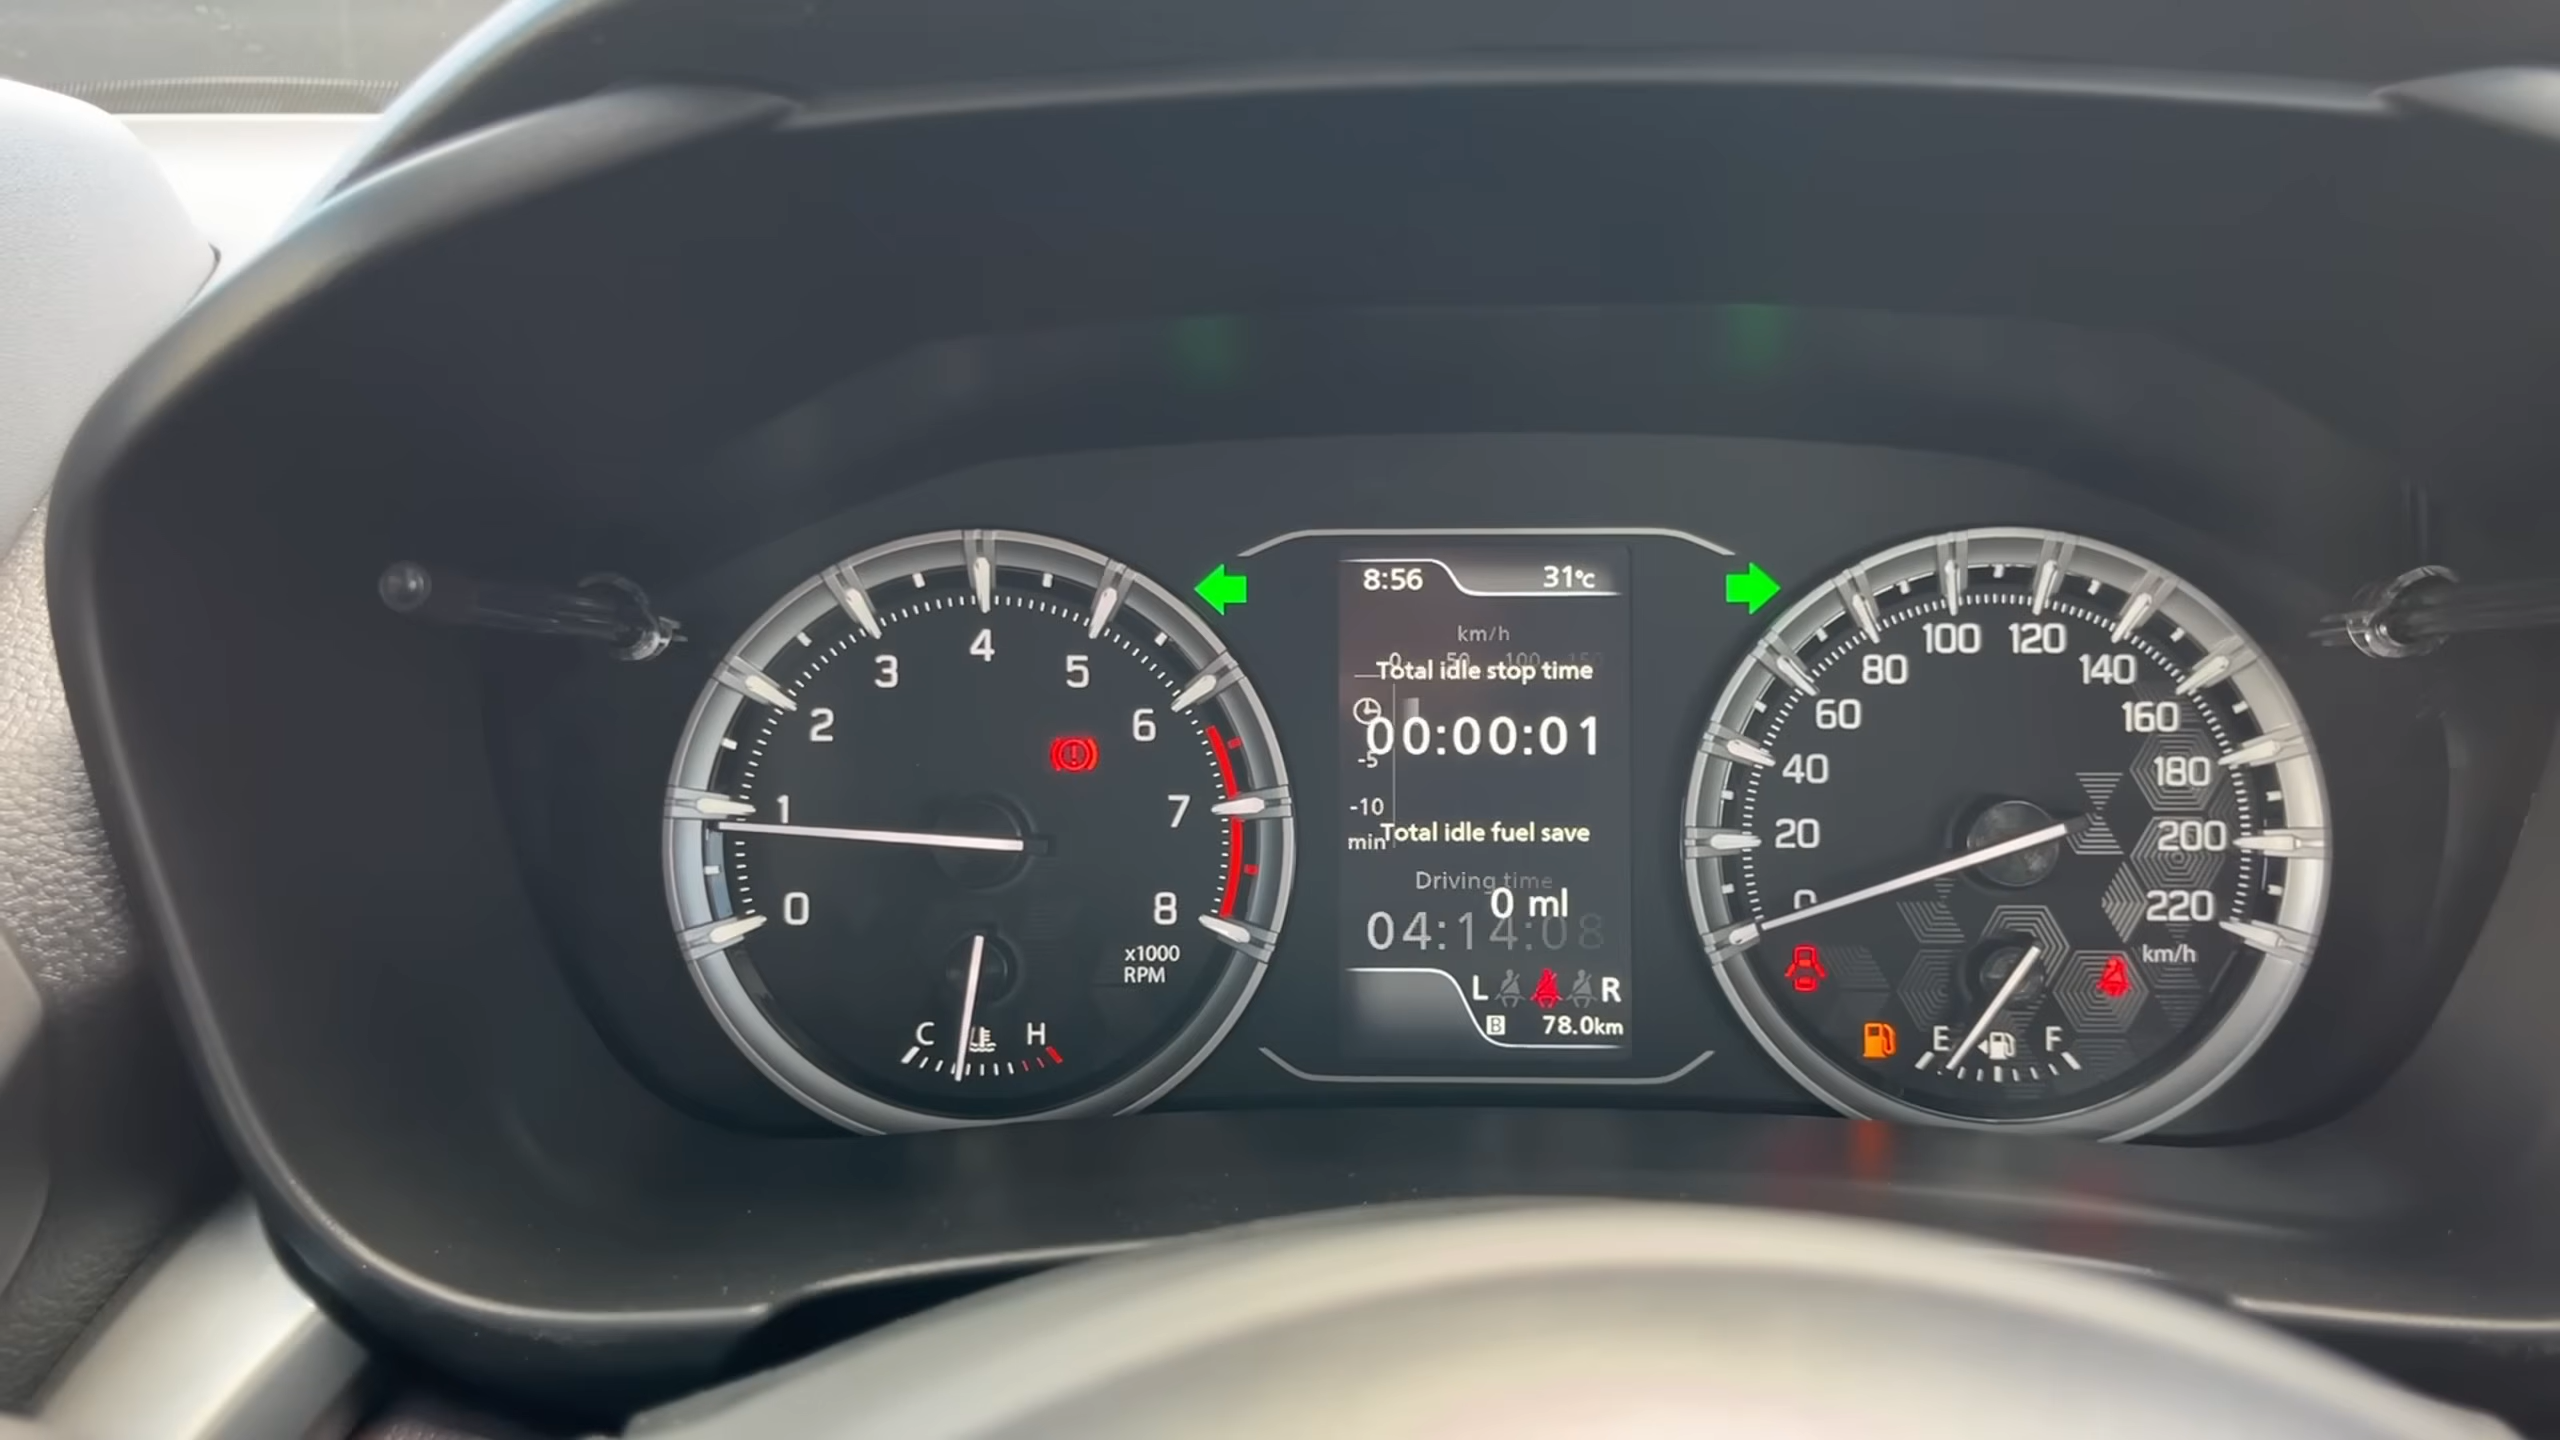 8:56 31°C
km/h
0 50 100 150
Total idle stop time
00:00:01
-5
-10
min
Total idle fuel save
Driving time
0 ml
04:14:08
L R
B 78.0km
0 1 2 3 4 5 6 7 8
x1000
RPM
C H
0 20 40 60 80 100 120 140 160 180 200 220
km/h
E F